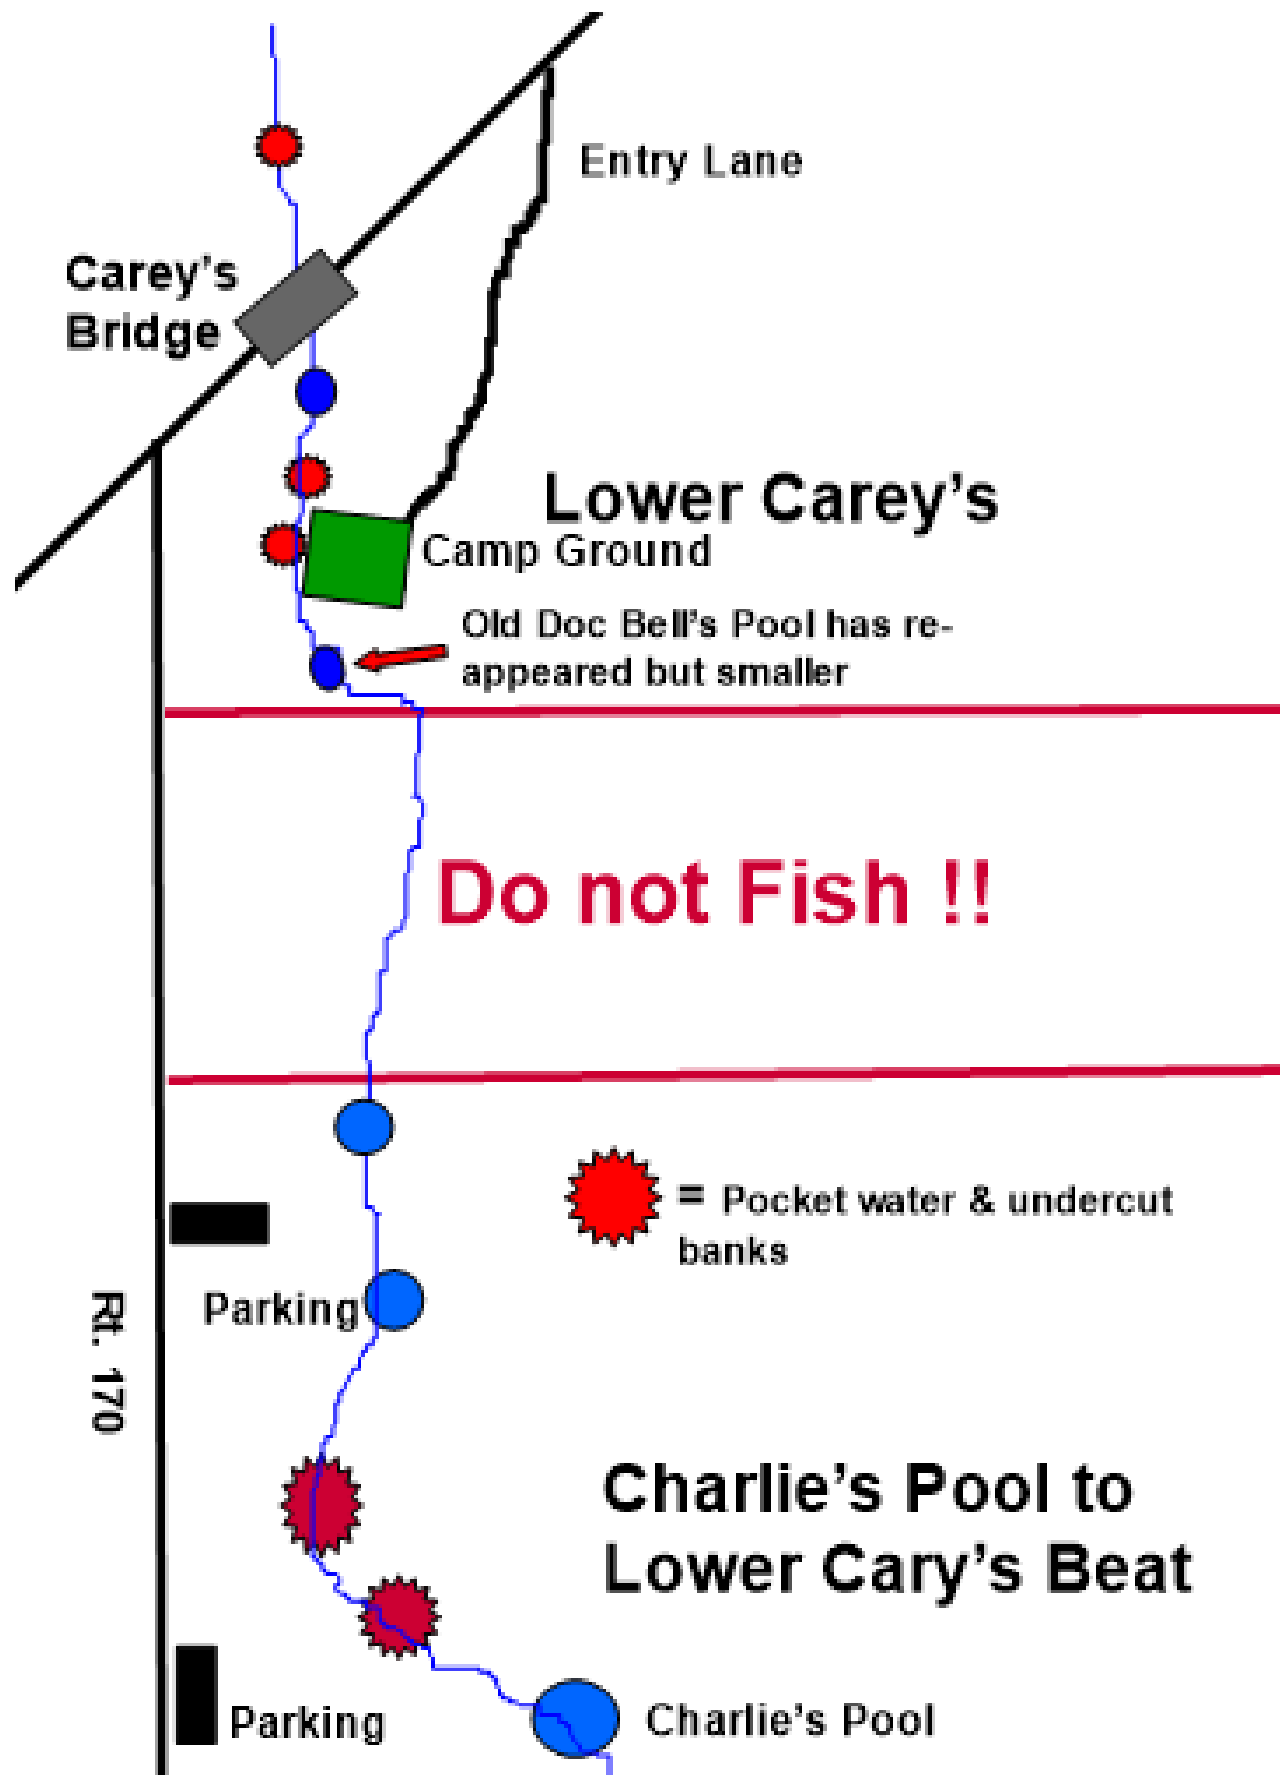 Entry Lane
Carey's
Bridge
Lower Carey's
Camp Ground
Old Doc Bell's Pool has re-
appeared but smaller
Do not Fish !!
= Pocket water & undercut
banks
Parking
Rt. 170
Charlie's Pool to
Lower Cary's Beat
Parking
Charlie's Pool